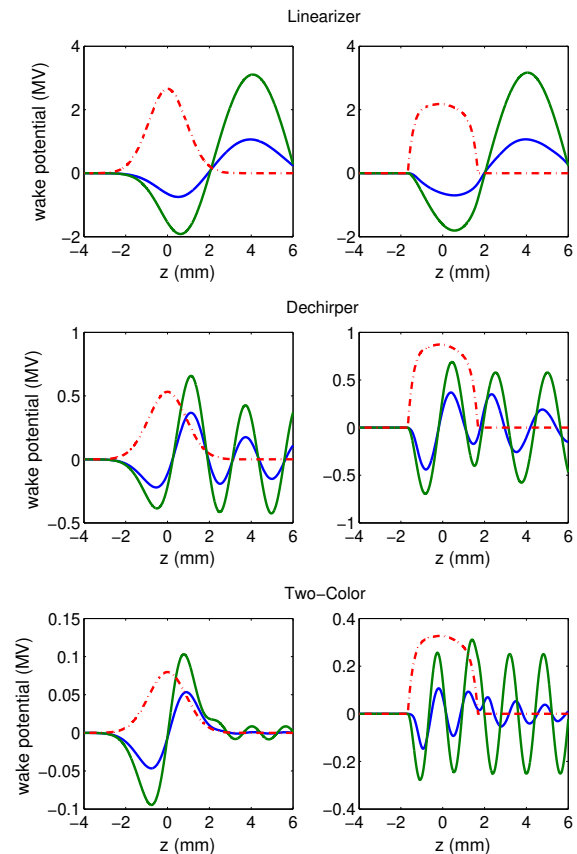 Linearizer
wake potential (MV)
4
2
0
−2
−4 −2 0 2 4 6
z (mm)
4
2
0
−2
−4 −2 0 2 4 6
z (mm)
Dechirper
wake potential (MV)
1
0.5
0
−0.5
−4 −2 0 2 4 6
z (mm)
1
0.5
0
−0.5
−1
−4 −2 0 2 4 6
z (mm)
Two−Color
wake potential (MV)
0.15
0.1
0.05
0
−0.05
−0.1
−4 −2 0 2 4 6
z (mm)
0.4
0.2
0
−0.2
−0.4
−4 −2 0 2 4 6
z (mm)